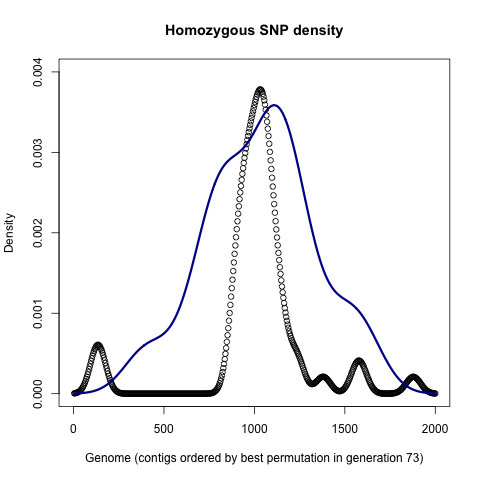 Homozygous SNP density
Density
0.004
0.003
0.002
0.001
0.000
0 500 1000 1500 2000
Genome (contigs ordered by best permutation in generation 73)